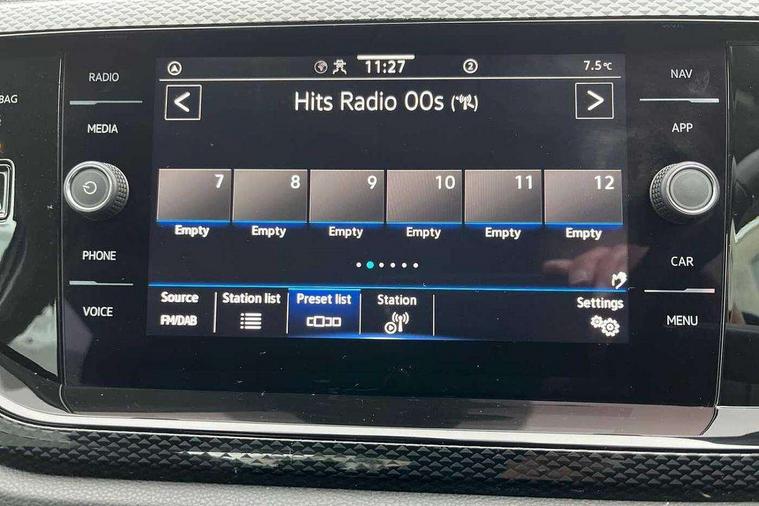 BAG
RADIO
MEDIA
PHONE
VOICE
11:27
2
7.5°C
Hits Radio 00s
7
8
9
10
11
12
Empty
Empty
Empty
Empty
Empty
Empty
Source
FM/DAB
Station list
Preset list
Station
Settings
NAV
APP
CAR
MENU